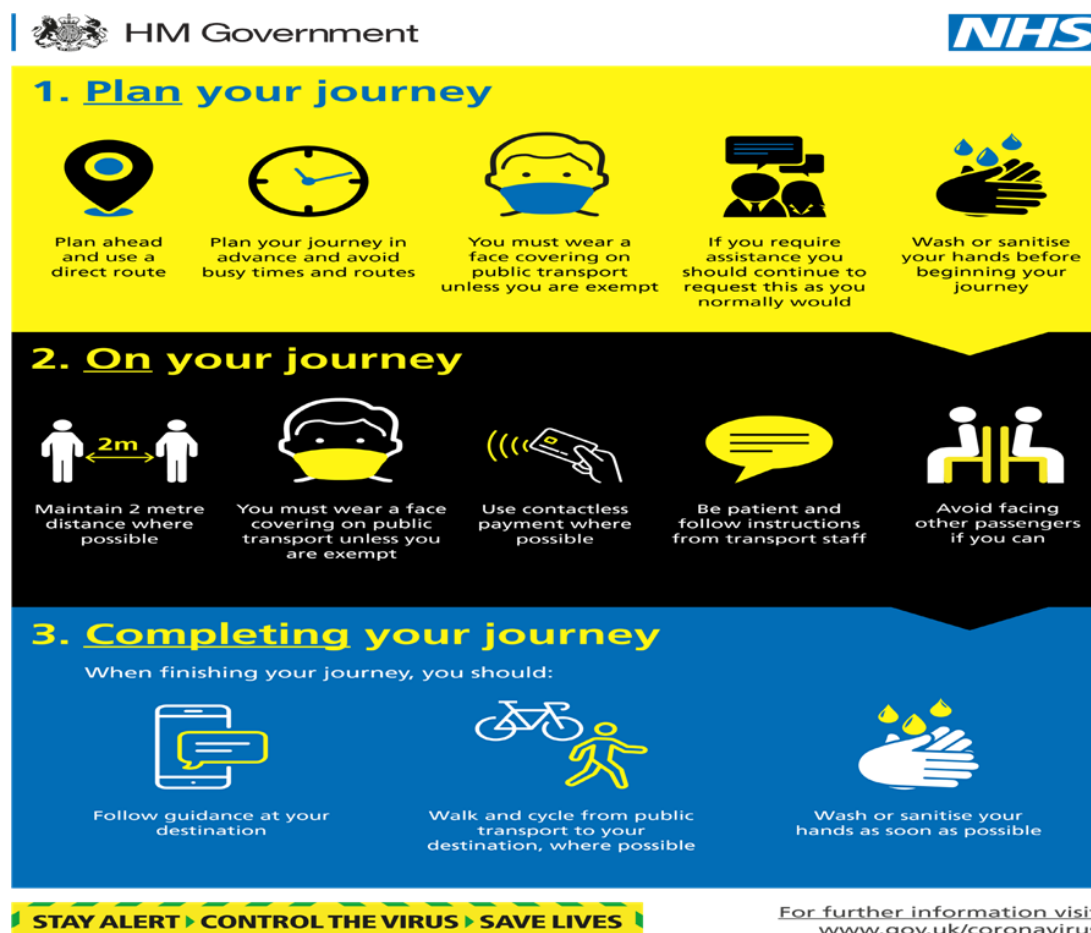 HM Government
NHS
1. Plan your journey
Plan ahead
and use a
direct route
Plan your journey in
advance and avoid
busy times and routes
You must wear a
face covering on
public transport
unless you are exempt
If you require
assistance you
should continue to
request this as you
normally would
Wash or sanitise
your hands before
beginning your
journey
2. On your journey
2m
Maintain 2 metre
distance where
possible
You must wear a face
covering on public
transport unless you
are exempt
Use contactless
payment where
possible
Be patient and
follow instructions
from transport staff
Avoid facing
other passengers
if you can
3. Completing your journey
When finishing your journey, you should:
Follow guidance at your
destination
Walk and cycle from public
transport to your
destination, where possible
Wash or sanitise your
hands as soon as possible
STAY ALERT CONTROL THE VIRUS SAVE LIVES
For further information visit
www.gov.uk/coronavirus